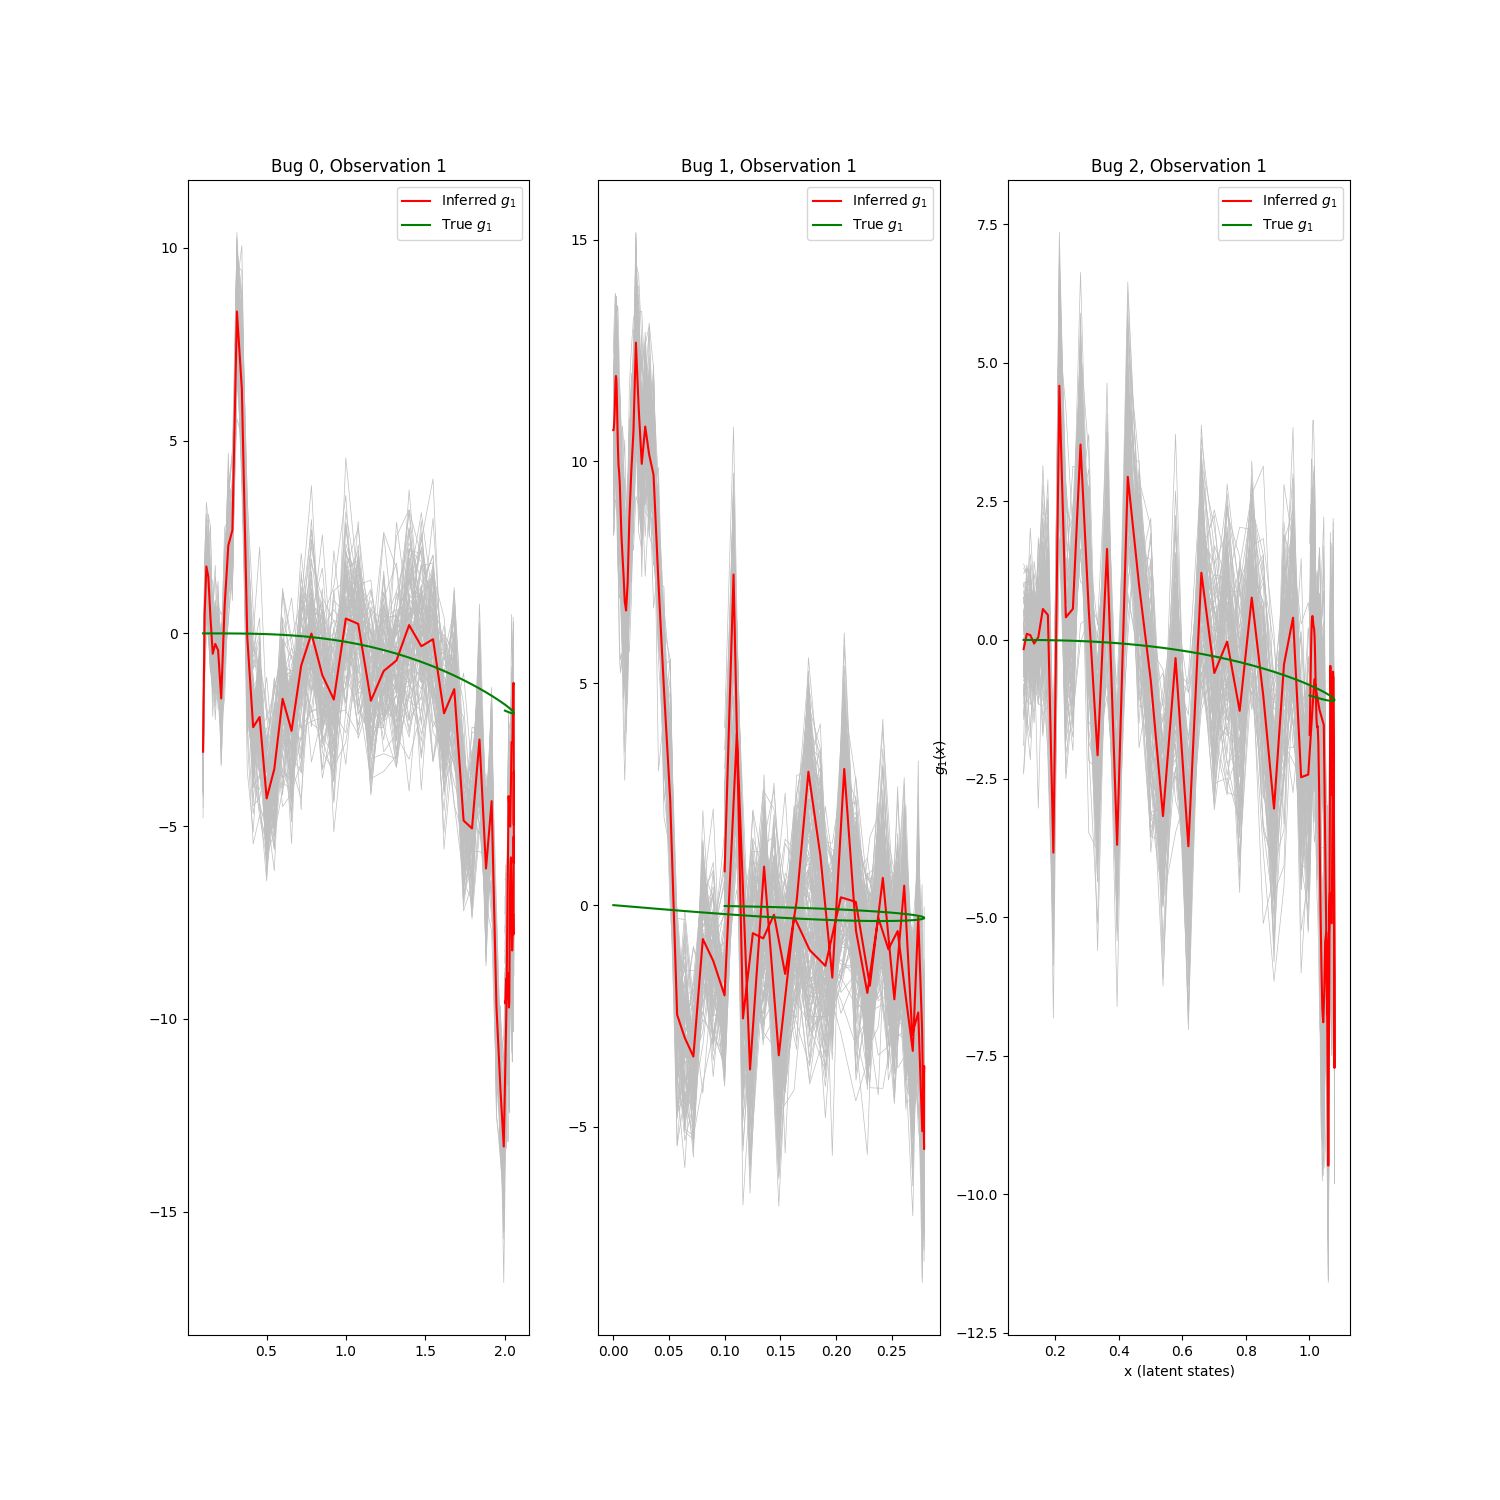 Bug 0, Observation 1
Inferred g₁
True g₁
10
5
0
−5
−10
−15
0.5 1.0 1.5 2.0
Bug 1, Observation 1
Inferred g₁
True g₁
15
10
5
0
−5
0.00 0.05 0.10 0.15 0.20 0.25
Bug 2, Observation 1
Inferred g₁
True g₁
g₁(x)
7.5
5.0
2.5
0.0
−2.5
−5.0
−7.5
−10.0
−12.5
0.2 0.4 0.6 0.8 1.0
x (latent states)